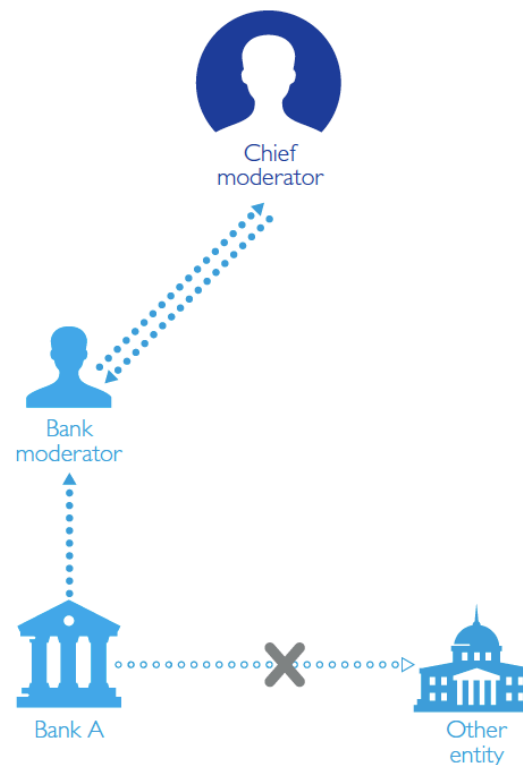 Chief
moderator
Bank
moderator
Bank A
Other
entity